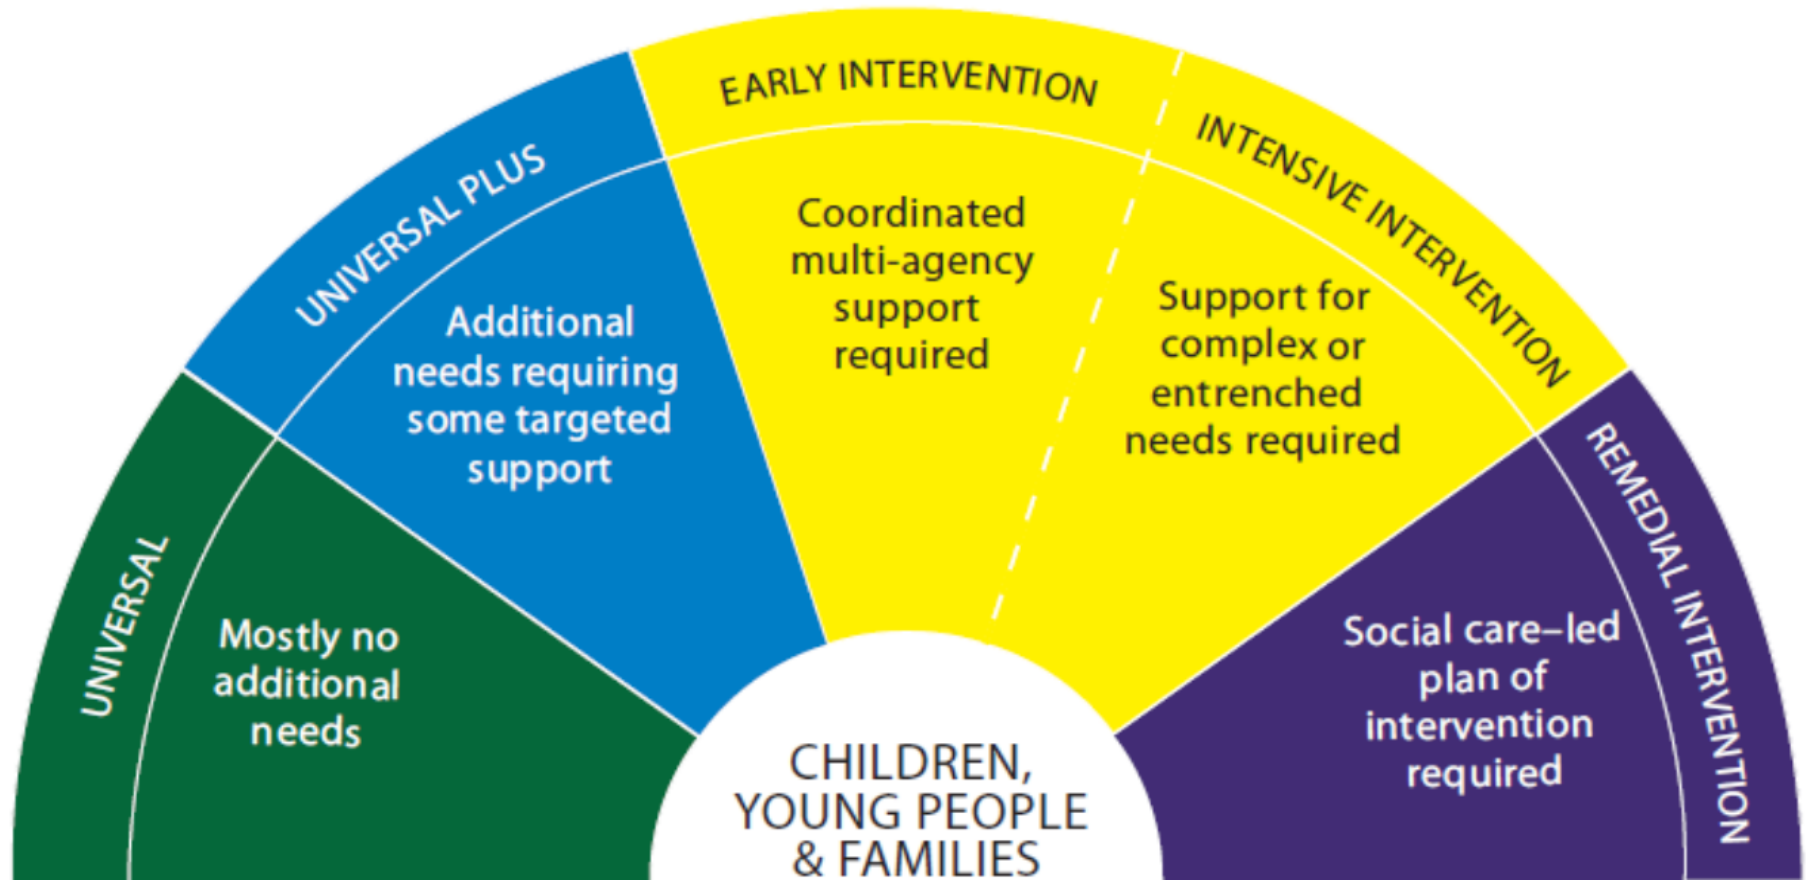 UNIVERSAL
Mostly no
additional
needs
UNIVERSAL PLUS
Additional
needs requiring
some targeted
support
EARLY INTERVENTION
Coordinated
multi-agency
support
required
INTENSIVE INTERVENTION
Support for
complex or
entrenched
needs required
REMEDIAL INTERVENTION
Social care–led
plan of
intervention
required
CHILDREN,
YOUNG PEOPLE
& FAMILIES